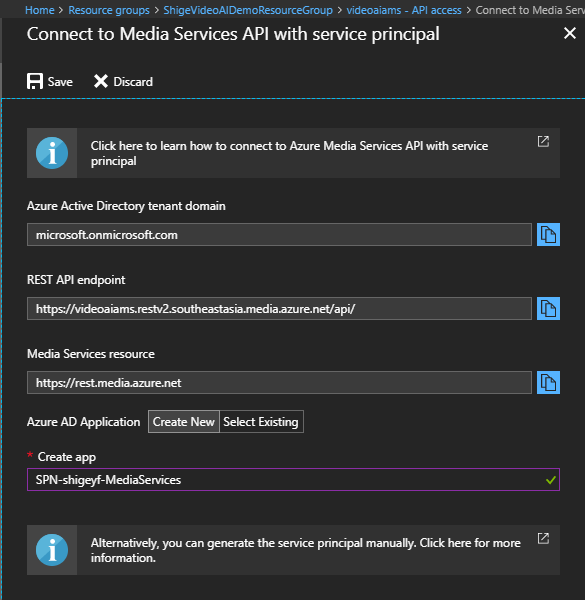 Home > Resource groups > ShigeVideoAIDemoResourceGroup > videoaiams - API access > Connect to Media Serv
Connect to Media Services API with service principal
Save Discard
Click here to learn how to connect to Azure Media Services API with service
principal
Azure Active Directory tenant domain
microsoft.onmicrosoft.com
REST API endpoint
https://videoaiams.restv2.southeastasia.media.azure.net/api/
Media Services resource
https://rest.media.azure.net
Azure AD Application Create New Select Existing
* Create app
SPN-shigeyf-MediaServices
Alternatively, you can generate the service principal manually. Click here for more
information.